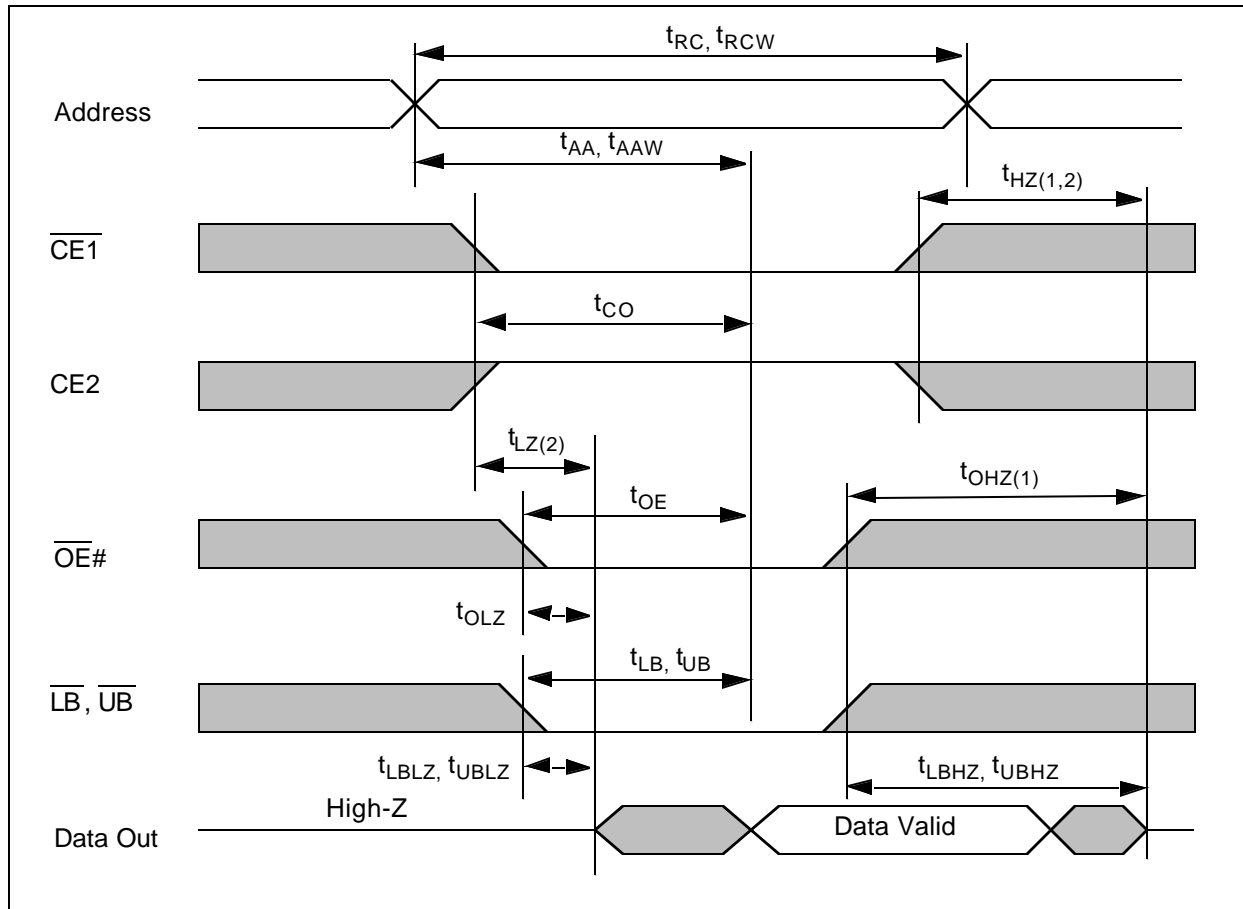 tRC, tRCW
Address
tAA, tAAW
tHZ(1,2)
CE1
tCO
CE2
tLZ(2)
tOHZ(1)
tOE
OE#
tOLZ
tLB, tUB
LB, UB
tLBLZ, tUBLZ
tLBHZ, tUBHZ
High-Z
Data Valid
Data Out